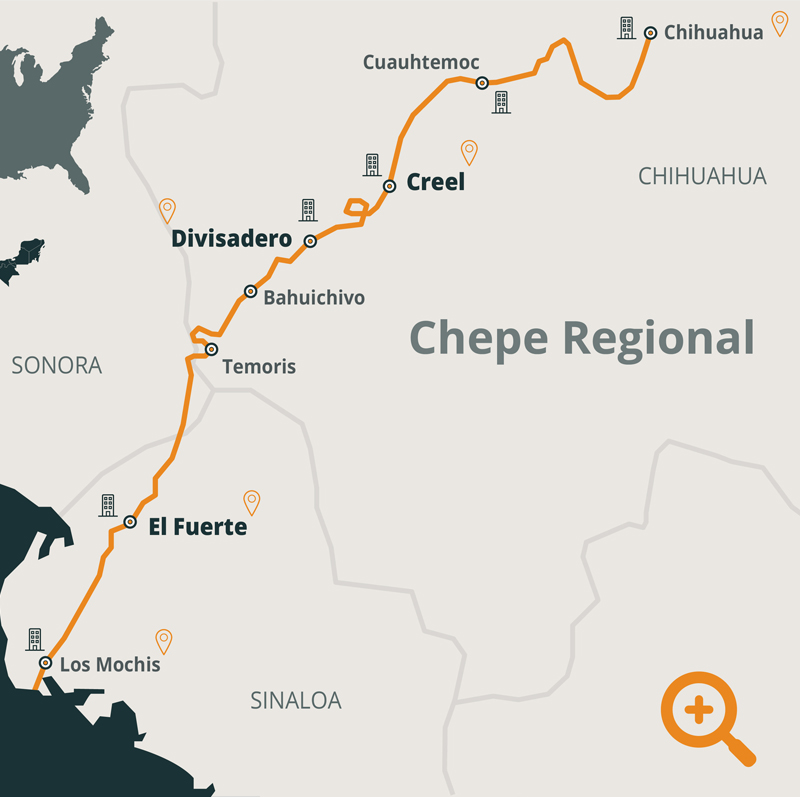 Chihuahua
Cuauhtemoc
CHIHUAHUA
Creel
Divisadero
Bahuichivo
Chepe Regional
SONORA
Temoris
El Fuerte
Los Mochis
SINALOA